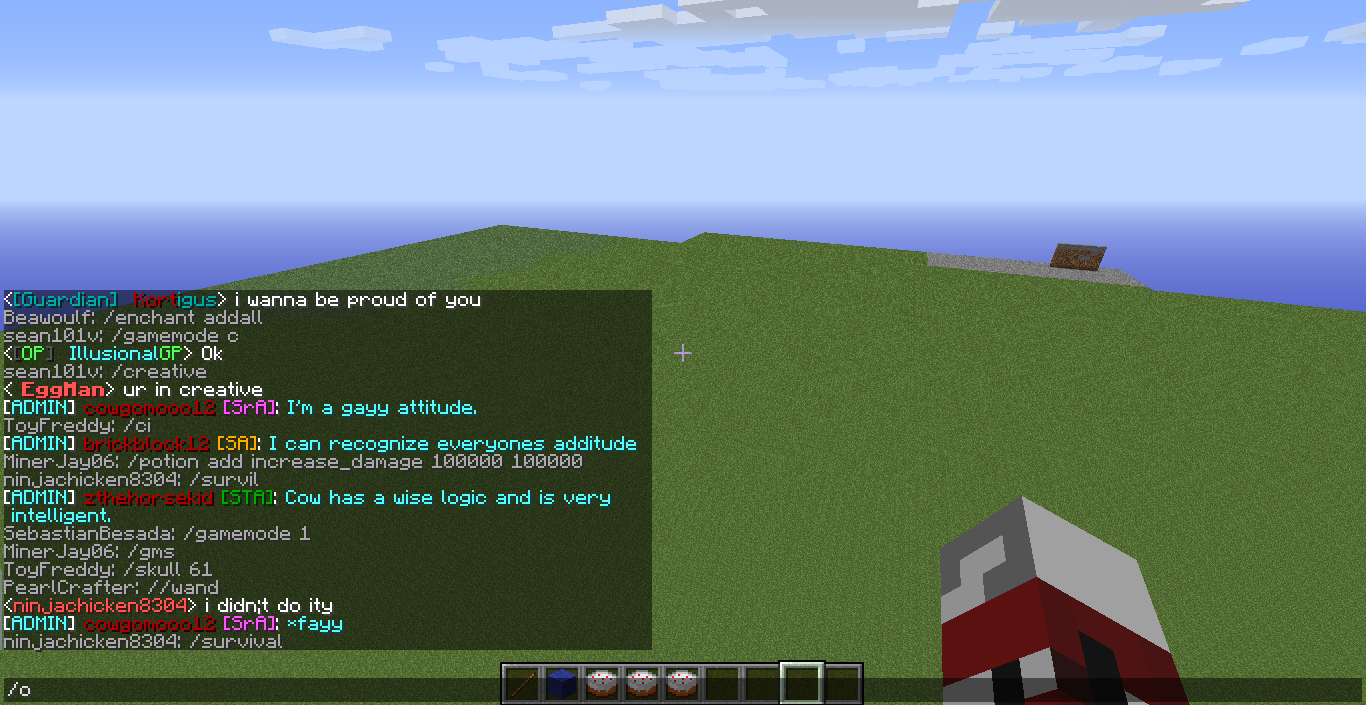 <[Guardian] Kortigus> i wanna be proud of you
Beawoulf: /enchant addall
sean101v: /gamemode c
<[OP] IllusionalGP> Ok
sean101v: /creative
< EggMan> ur in creative
[ADMIN] cowgomooo12 [SrA]: I'm a gayy attitude.
ToyFreddy: /ci
[ADMIN] brickblock12 [SA]: I can recognize everyones additude
MinerJay06: /potion add increase_damage 100000 100000
ninjachicken8304: /survil
[ADMIN] zthehorsekid [STA]: Cow has a wise logic and is very
intelligent.
SebastianBesada: /gamemode 1
MinerJay06: /gms
ToyFreddy: /skull 61
PearlCrafter: //wand
<ninjachicken8304> i didn;t do ity
[ADMIN] cowgomooo12 [SrA]: *fayy
ninjachicken8304: /survival
/o